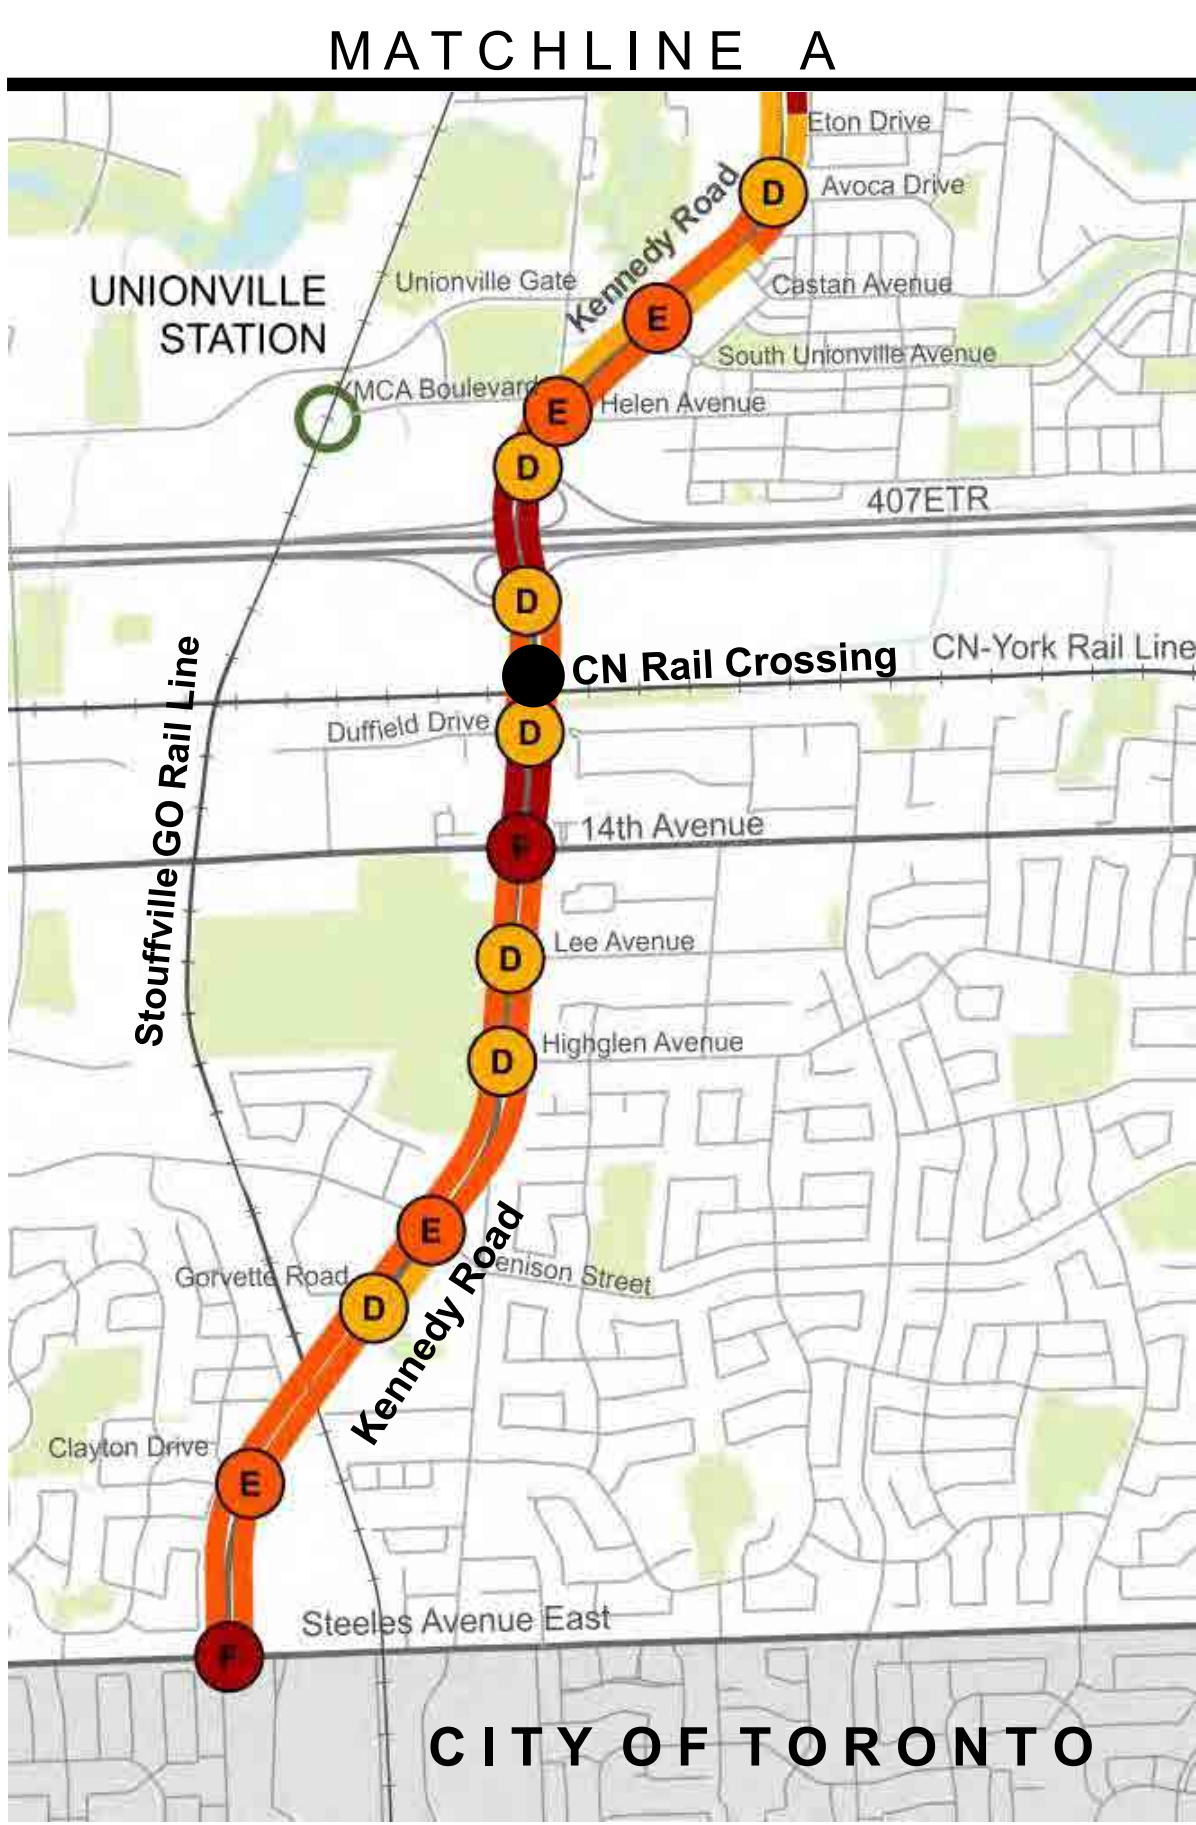 MATCHLINE A
Eton Drive
D
Avoca Drive
Kennedy Road
Unionville Gate
Castan Avenue
UNIONVILLE
STATION
E
South Unionville Avenue
YMCA Boulevard
E
Helen Avenue
D
407ETR
D
CN-York Rail Line
CN Rail Crossing
Stouffville GO Rail Line
Duffield Drive
D
14th Avenue
F
Lee Avenue
D
Highglen Avenue
D
E
Kennedy Road
Gorvette Road
enison Street
D
Clayton Drive
E
Steeles Avenue East
F
CITY OF TORONTO